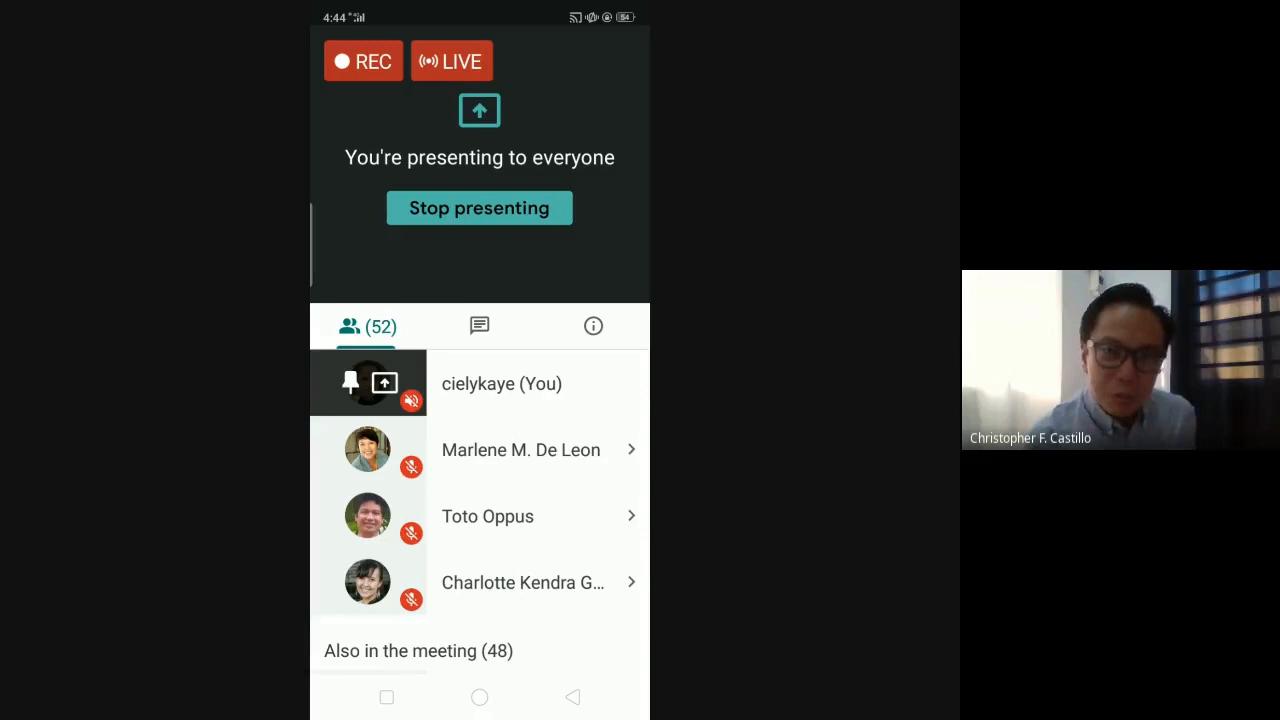 4:44
54
REC
LIVE
You're presenting to everyone
Stop presenting
(52)
cielykaye (You)
Marlene M. De Leon
Toto Oppus
Charlotte Kendra G...
Also in the meeting (48)
Christopher F. Castillo